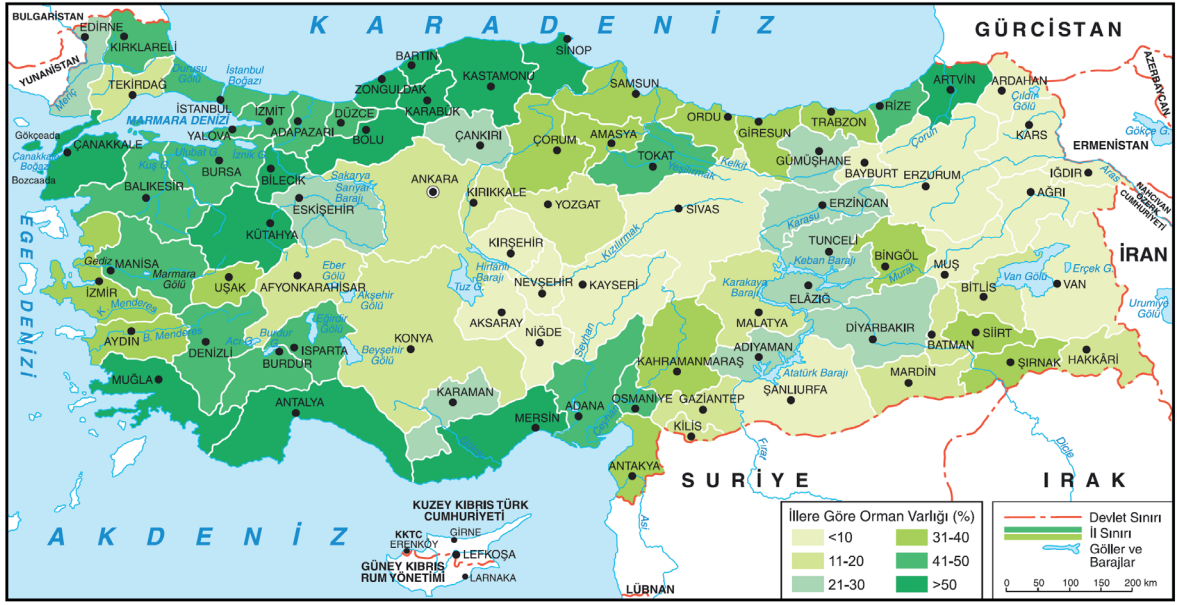 BULGARİSTAN
EDİRNE
KIRKLARELİ
YUNANİSTAN
TEKİRDAĞ
Meriç
Durusu
Gölü
İstanbul
Boğazı
İSTANBUL
MARMARA DENİZİ
YALOVA
İZMİT
ADAPAZARI
DÜZCE
BOLU
ZONGULDAK
BARTIN
KARABÜK
KASTAMONU
SİNOP
KARADENİZ
GÜRCİSTAN
AZERBAYCAN
ERMENİSTAN
NAHCIVAN
ÖZERK
CUMHURİYETİ
İRAN
Gökçe G.
Erçek G.
Urumiye
Gölü
SAMSUN
ORDU
GİRESUN
TRABZON
RİZE
ARTVİN
ARDAHAN
Çıldır
Gölü
KARS
IĞDIR
Aras
AĞRI
Çoruh
ERZURUM
BAYBURT
GÜMÜŞHANE
ERZİNCAN
Karasu
TUNCELİ
Keban Barajı
BİNGÖL
Murat
MUŞ
Van Gölü
VAN
BİTLİS
ELÂZIĞ
Karakaya
Barajı
MALATYA
DİYARBAKIR
BATMAN
SİİRT
ŞIRNAK
HAKKÂRİ
MARDİN
ADIYAMAN
Atatürk Barajı
ŞANLIURFA
GAZİANTEP
KİLİS
KAHRAMANMARAŞ
OSMANİYE
ADANA
Seyhan
Ceyhan
ANTAKYA
MERSİN
KARAMAN
NİĞDE
AKSARAY
NEVŞEHİR
KAYSERİ
KIRŞEHİR
Hirfanlı
Barajı
Tuz G.
Kızılırmak
SİVAS
YOZGAT
KIRIKKALE
ANKARA
ÇANKIRI
ÇORUM
AMASYA
TOKAT
Yeşilırmak
Kelkit
Gökçeada
ÇANAKKALE
Çanakkale
Boğazı
Bozcaada
Kuş G.
Ulubat G.
İznik G.
BURSA
BİLECİK
BALIKESİR
Sakarya
Sarıyar
Barajı
ESKİŞEHİR
KÜTAHYA
EGE DENİZİ
Gediz
MANİSA
Marmara
Gölü
İZMİR
K. Menderes
UŞAK
AFYONKARAHİSAR
Eber
Gölü
Akşehir
Gölü
AYDIN
B. Menderes
DENİZLİ
Acı G.
Burdur
G.
Eğirdir
Gölü
ISPARTA
BURDUR
Beyşehir
Gölü
KONYA
MUĞLA
ANTALYA
AKDENİZ
KUZEY KIBRIS TÜRK
CUMHURİYETİ
GİRNE
KKTC
ERENKÖY
LEFKOŞA
GÜNEY KIBRIS
RUM YÖNETİMİ
LARNAKA
SURİYE
Asi
LÜBNAN
Fırat
Dicle
IRAK
İllere Göre Orman Varlığı (%)
<10
11-20
21-30
31-40
41-50
>50
Devlet Sınırı
İl Sınırı
Göller ve
Barajlar
0 50 100 150 200 km